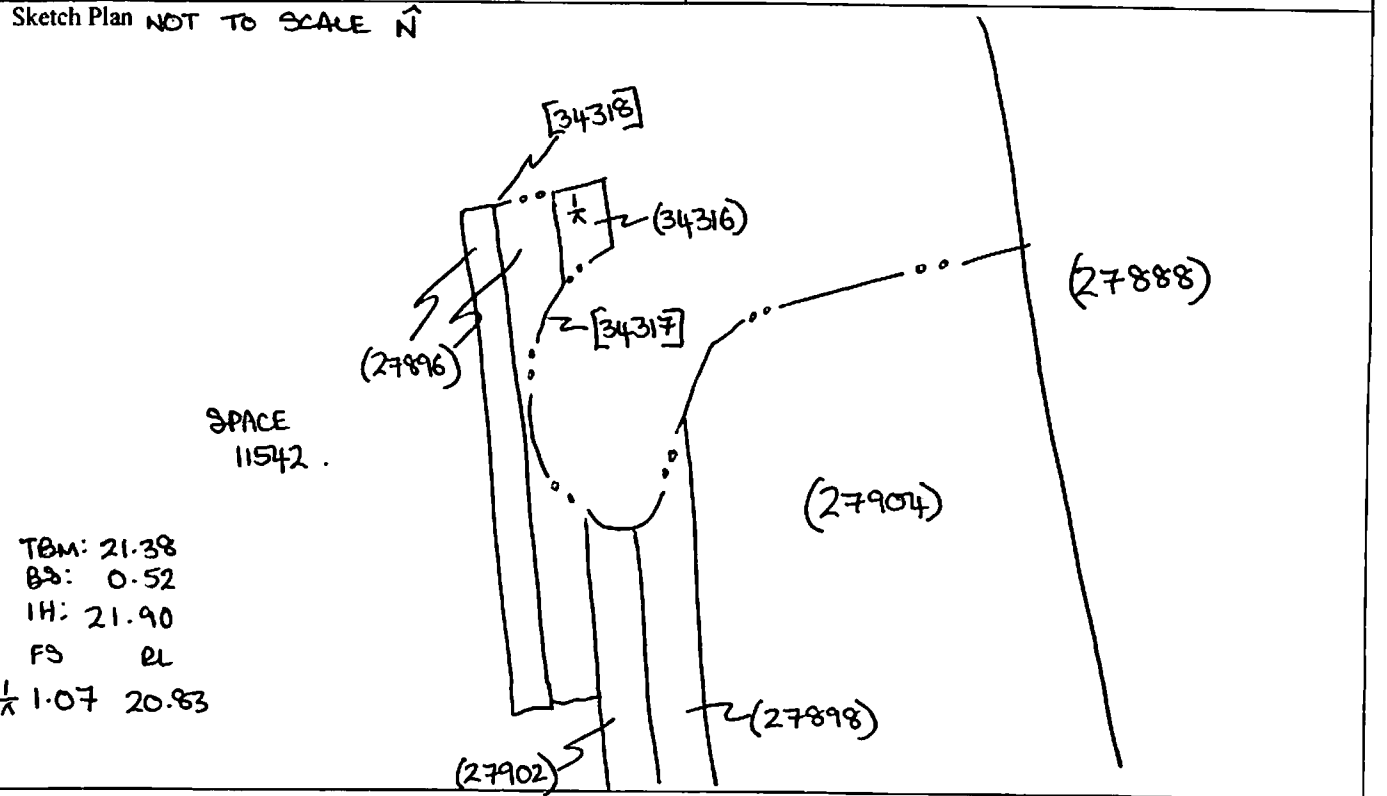 Sketch Plan NOT TO SCALE N̂
[34318]
(34316)
(27888)
[34317]
(27896)
SPACE
11542.
(27904)
TBM: 21.38
BS: 0.52
IH: 21.90
FS RL
1.07 20.83
(27898)
(27902)